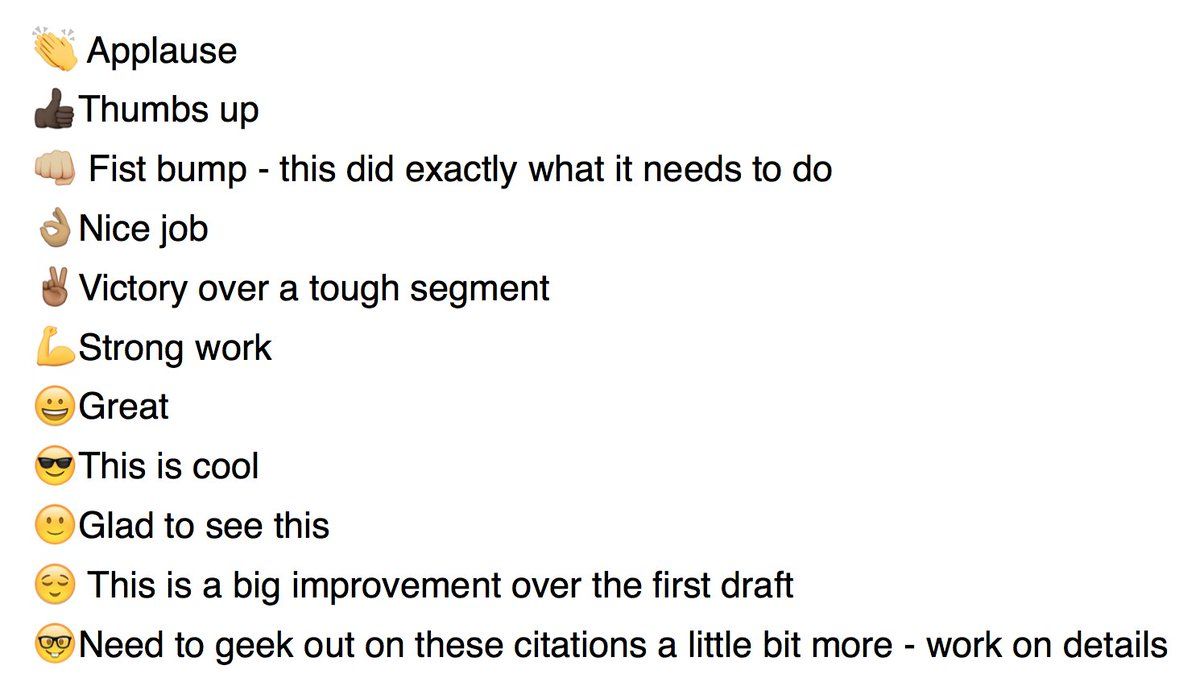 👏 Applause
👍🏿Thumbs up
👊🏼 Fist bump - this did exactly what it needs to do
👌🏽Nice job
✌🏾Victory over a tough segment
💪Strong work
😀Great
😎This is cool
🙂Glad to see this
😌 This is a big improvement over the first draft
🤓Need to geek out on these citations a little bit more - work on details